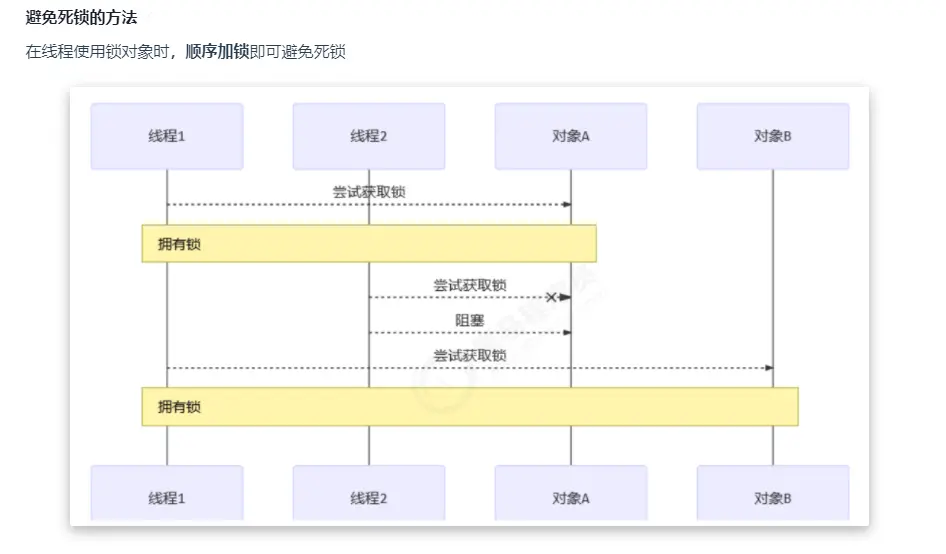 避免死锁的方法
在线程使用锁对象时，顺序加锁即可避免死锁
线程1 线程2 对象A 对象B
尝试获取锁
拥有锁
尝试获取锁
阻塞
尝试获取锁
拥有锁
线程1 线程2 对象A 对象B